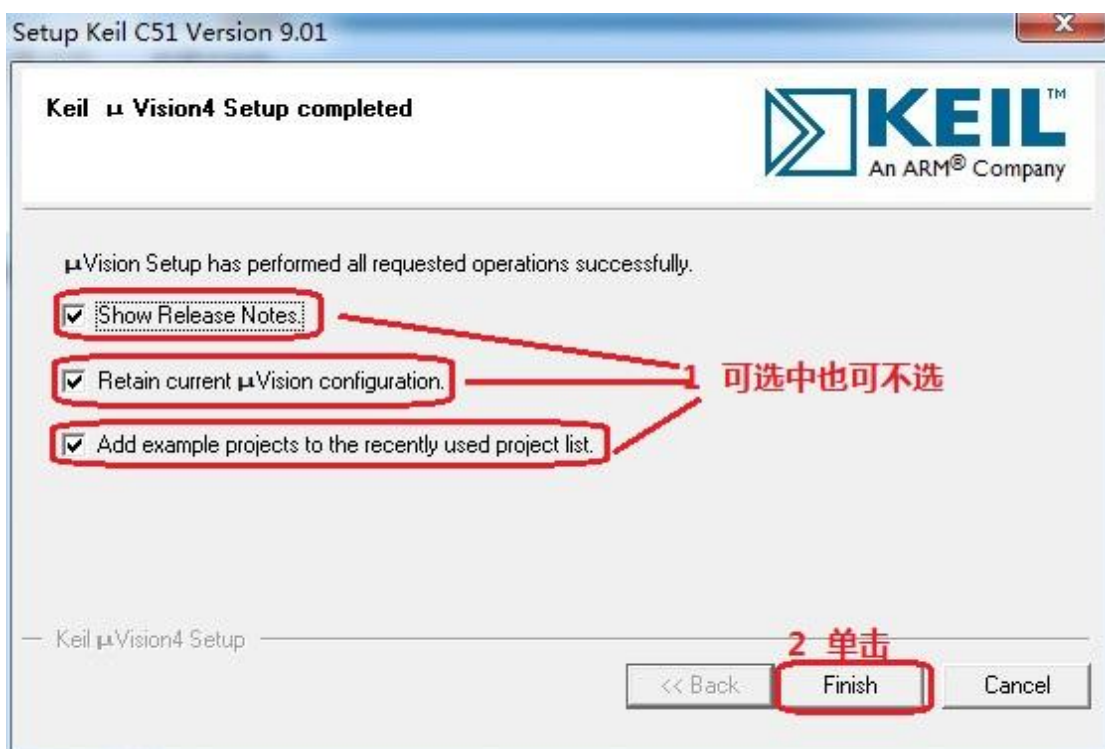 Setup Keil C51 Version 9.01
x
Keil μ Vision4 Setup completed
KEIL™
An ARM® Company
μVision Setup has performed all requested operations successfully.
Show Release Notes.
Retain current μVision configuration.
1 可选中也可不选
Add example projects to the recently used project list.
Keil μVision4 Setup
2 单击
<< Back Finish Cancel